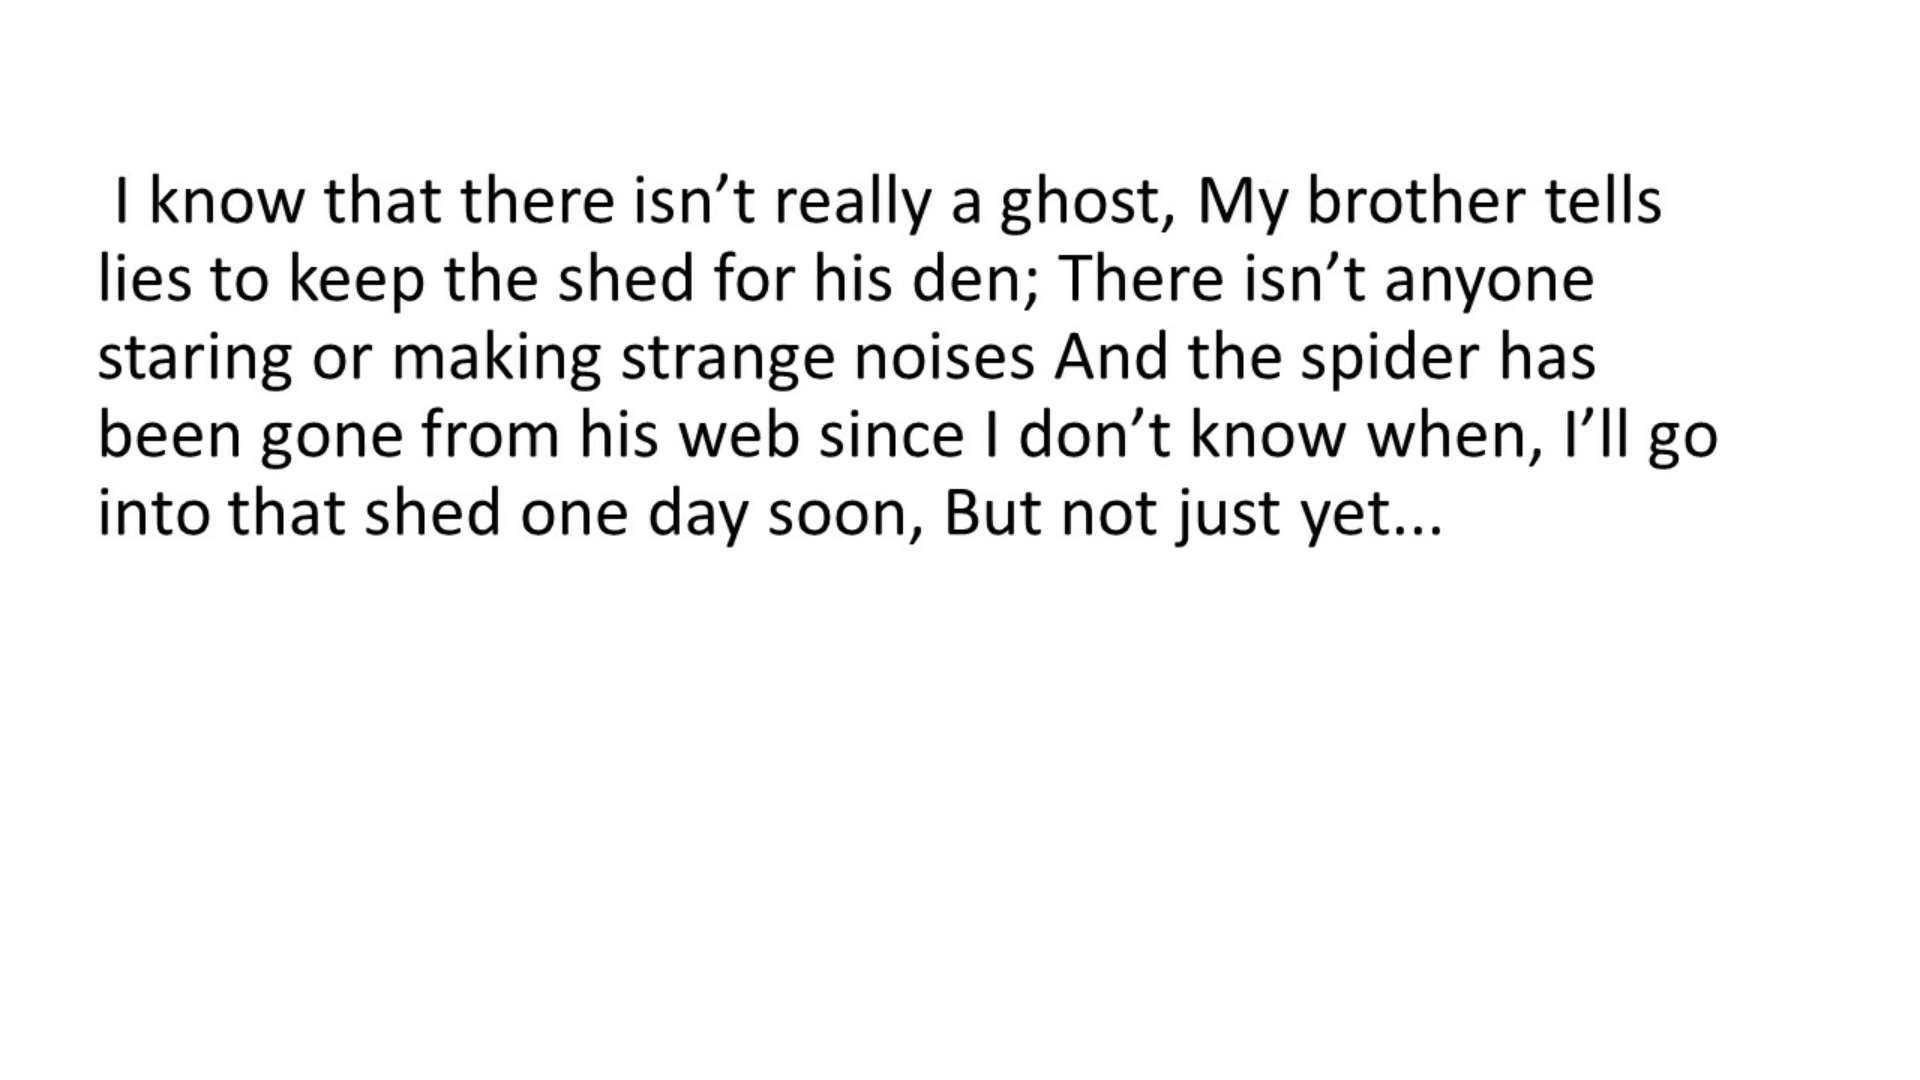 I know that there isn’t really a ghost, My brother tells
lies to keep the shed for his den; There isn’t anyone
staring or making strange noises And the spider has
been gone from his web since I don’t know when, I’ll go
into that shed one day soon, But not just yet...